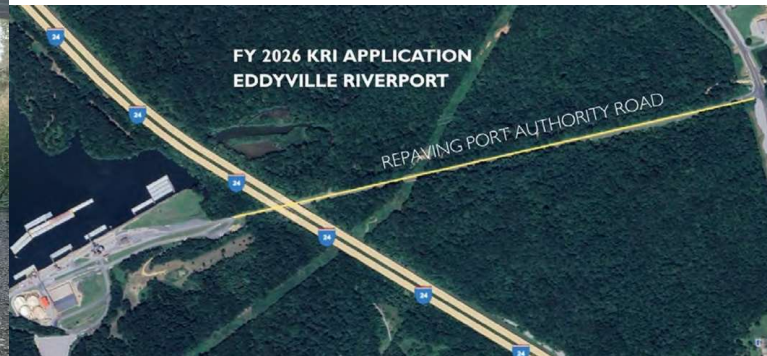 FY 2026 KRI APPLICATION
EDDYVILLE RIVERPORT
REPAVING PORT AUTHORITY ROAD
24
24
24
24
24
24